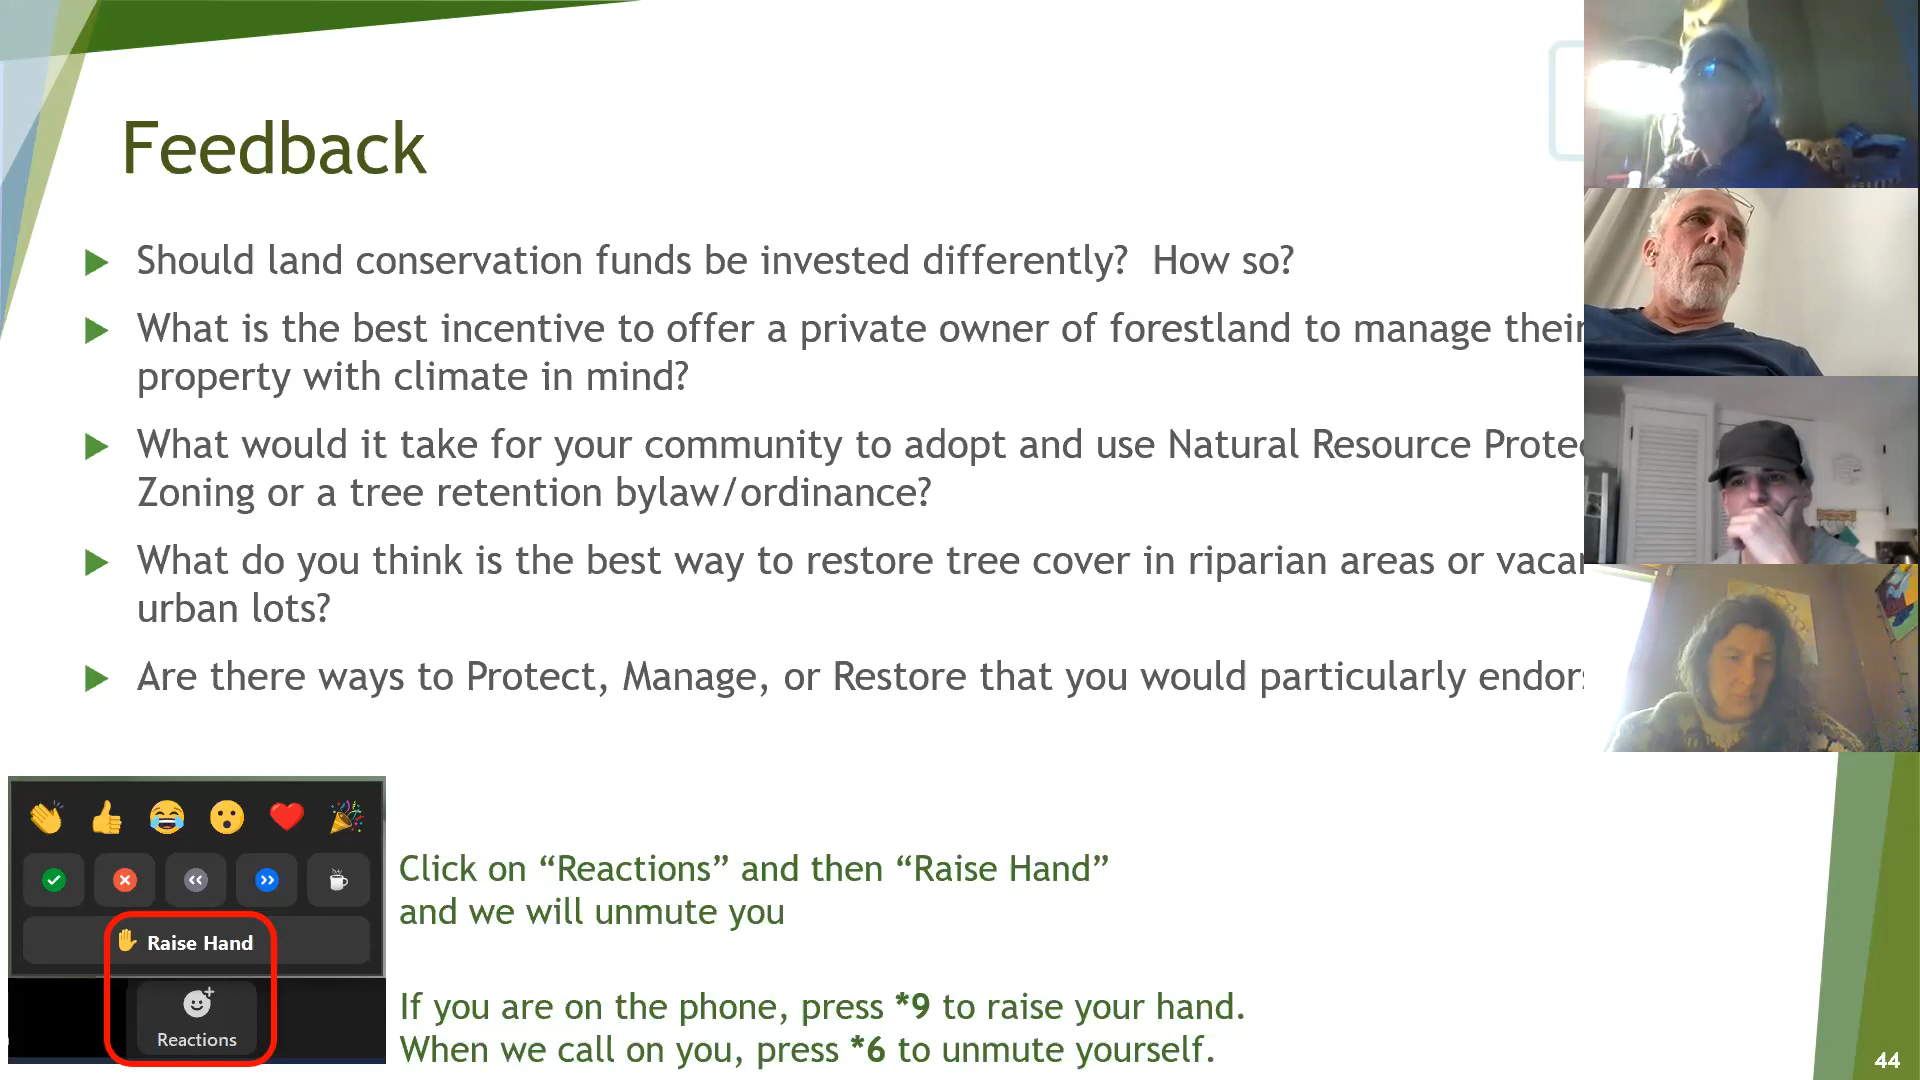 Feedback
Should land conservation funds be invested differently? How so?
What is the best incentive to offer a private owner of forestland to manage their
property with climate in mind?
What would it take for your community to adopt and use Natural Resource Protec
Zoning or a tree retention bylaw/ordinance?
What do you think is the best way to restore tree cover in riparian areas or vacan
urban lots?
Are there ways to Protect, Manage, or Restore that you would particularly endors
Raise Hand
Reactions
Click on “Reactions” and then “Raise Hand”
and we will unmute you
If you are on the phone, press *9 to raise your hand.
When we call on you, press *6 to unmute yourself.
44